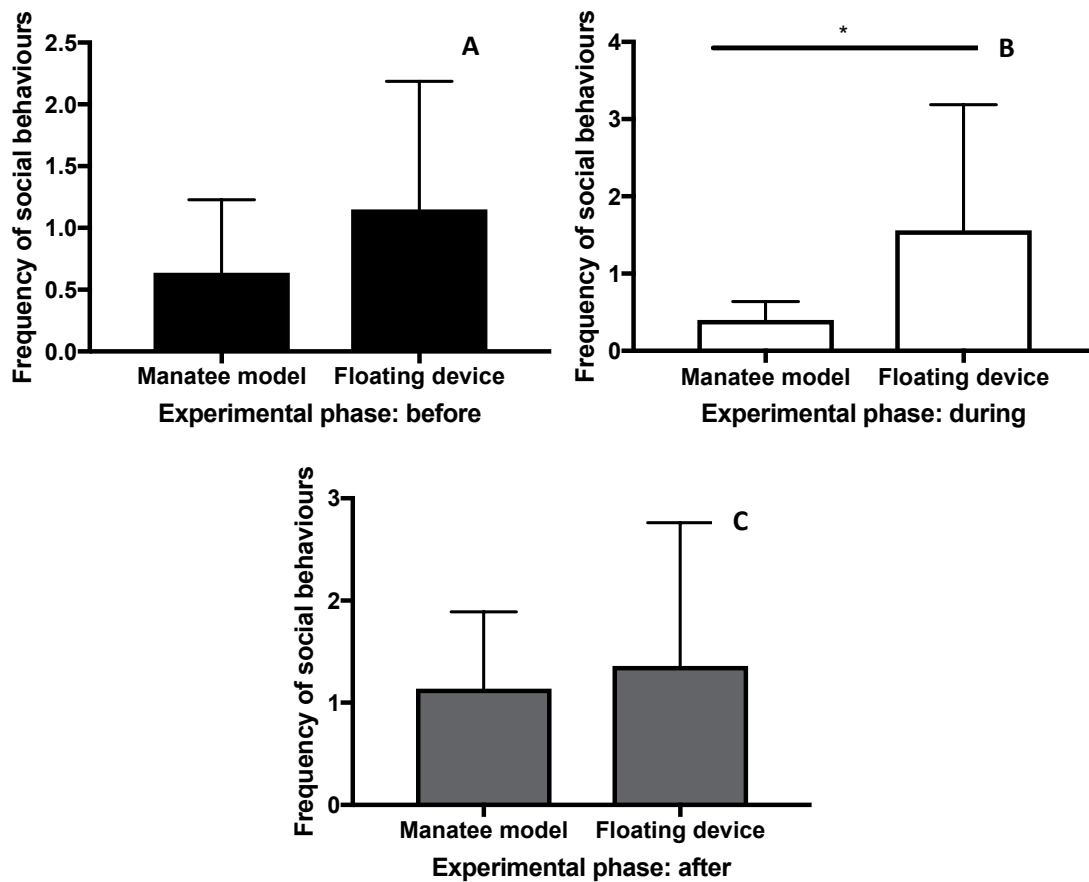 Frequency of social behaviours
2.5
2.0
1.5
1.0
0.5
0.0
A
Manatee model
Floating device
Experimental phase: before
Frequency of social behaviours
4
3
2
1
0
*
B
Manatee model
Floating device
Experimental phase: during
Frequency of social behaviours
3
2
1
0
C
Manatee model
Floating device
Experimental phase: after